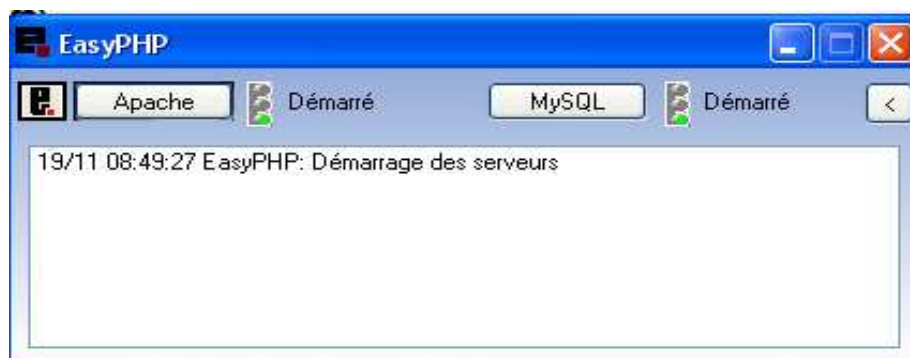 EasyPHP
Apache Démarré MySQL Démarré <
19/11 08:49:27 EasyPHP: Démarrage des serveurs